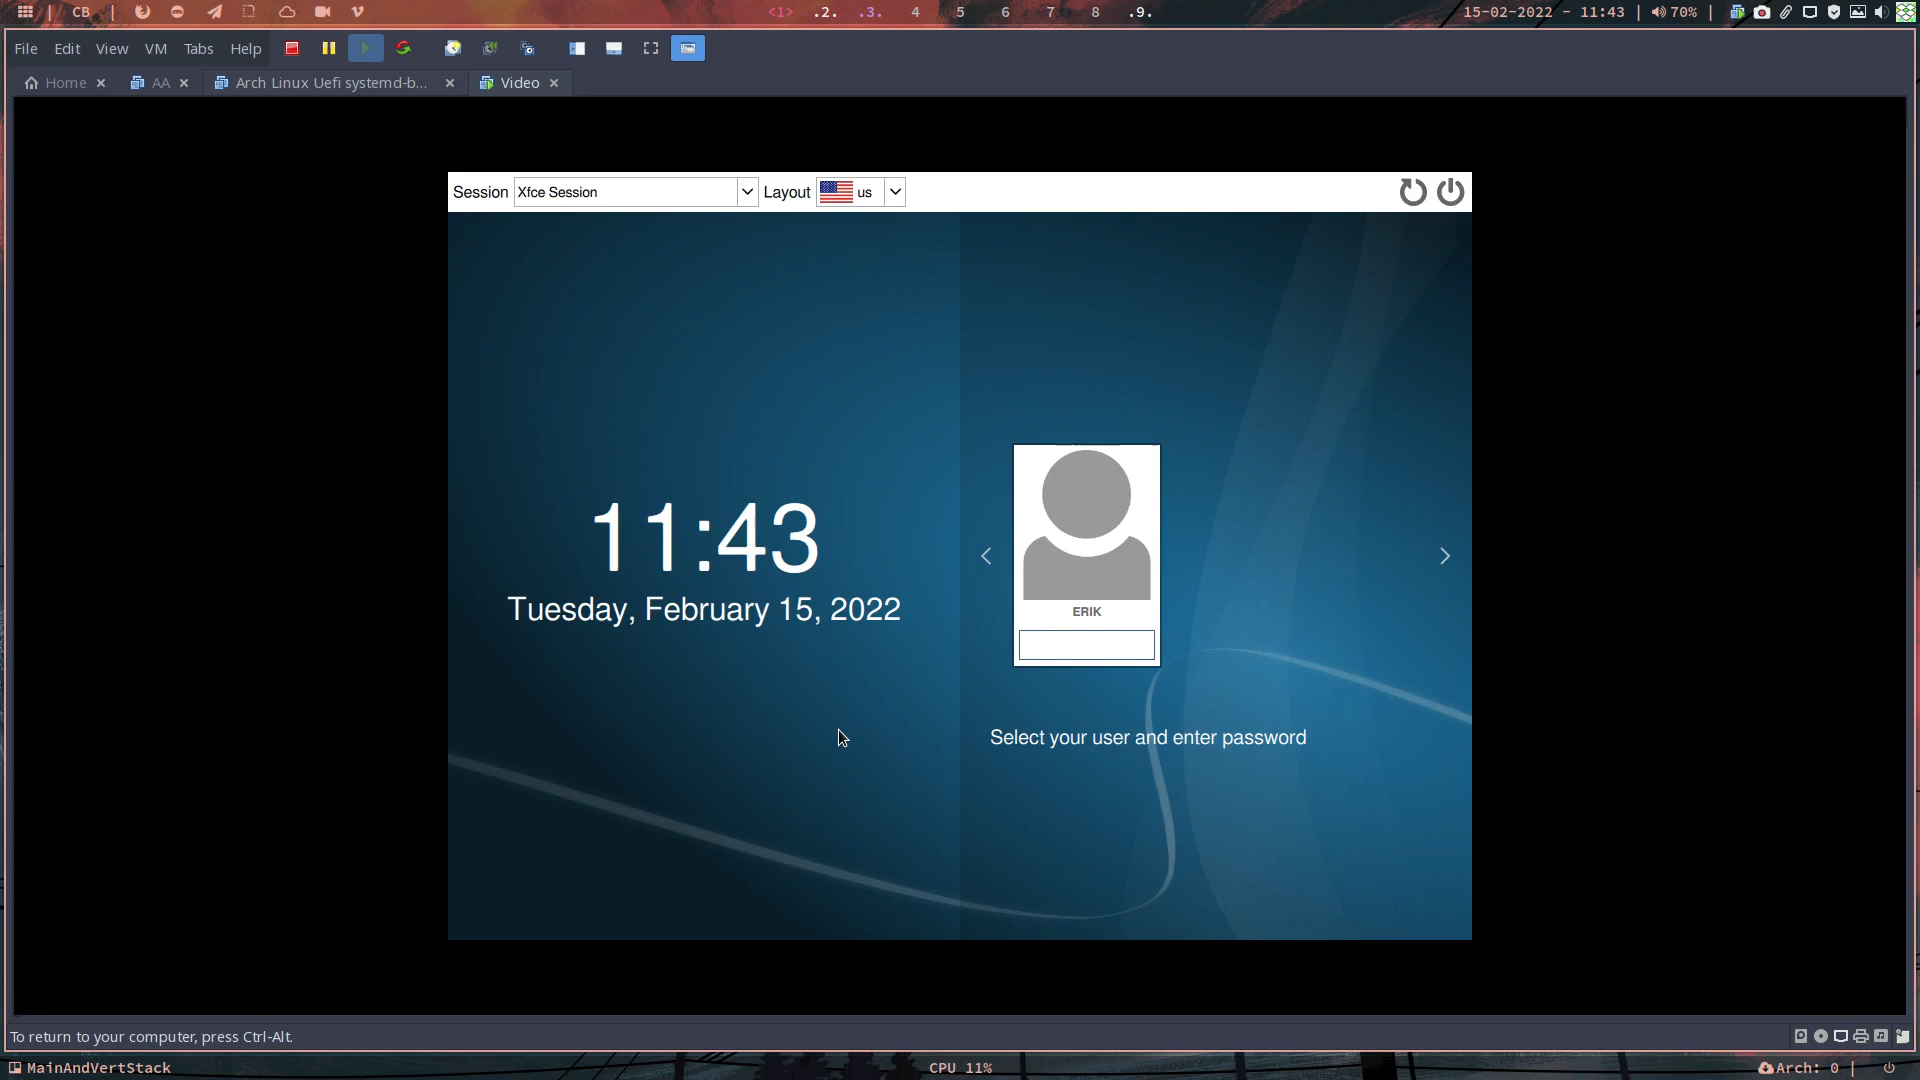 CB <1> .2. .3. 4 5 6 7 8 .9. 15-02-2022 - 11:43 70%
File Edit View VM Tabs Help
Home AA Arch Linux Uefi systemd-b... Video
Session Xfce Session Layout us
11:43
Tuesday, February 15, 2022
ERIK
Select your user and enter password
To return to your computer, press Ctrl-Alt.
MainAndVertStack CPU 11% Arch: 0